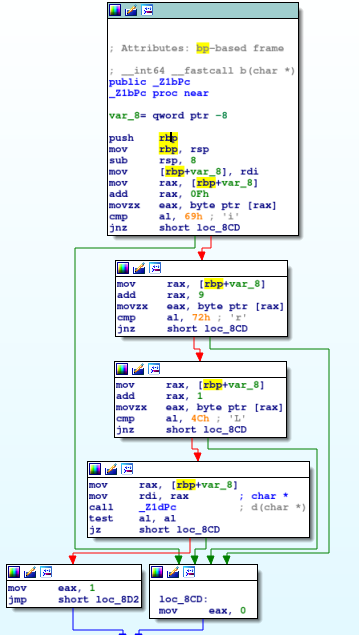 ; Attributes: bp-based frame
; __int64 __fastcall b(char *)
public _Z1bPc
_Z1bPc proc near
var_8= qword ptr -8
push rbp
mov rbp, rsp
sub rsp, 8
mov [rbp+var_8], rdi
mov rax, [rbp+var_8]
add rax, 0Fh
movzx eax, byte ptr [rax]
cmp al, 69h ; 'i'
jnz short loc_8CD
mov rax, [rbp+var_8]
add rax, 9
movzx eax, byte ptr [rax]
cmp al, 72h ; 'r'
jnz short loc_8CD
mov rax, [rbp+var_8]
add rax, 1
movzx eax, byte ptr [rax]
cmp al, 4Ch ; 'L'
jnz short loc_8CD
mov rax, [rbp+var_8]
mov rdi, rax ; char *
call _Z1dPc ; d(char *)
test al, al
jz short loc_8CD
mov eax, 1
jmp short loc_8D2
loc_8CD:
mov eax, 0